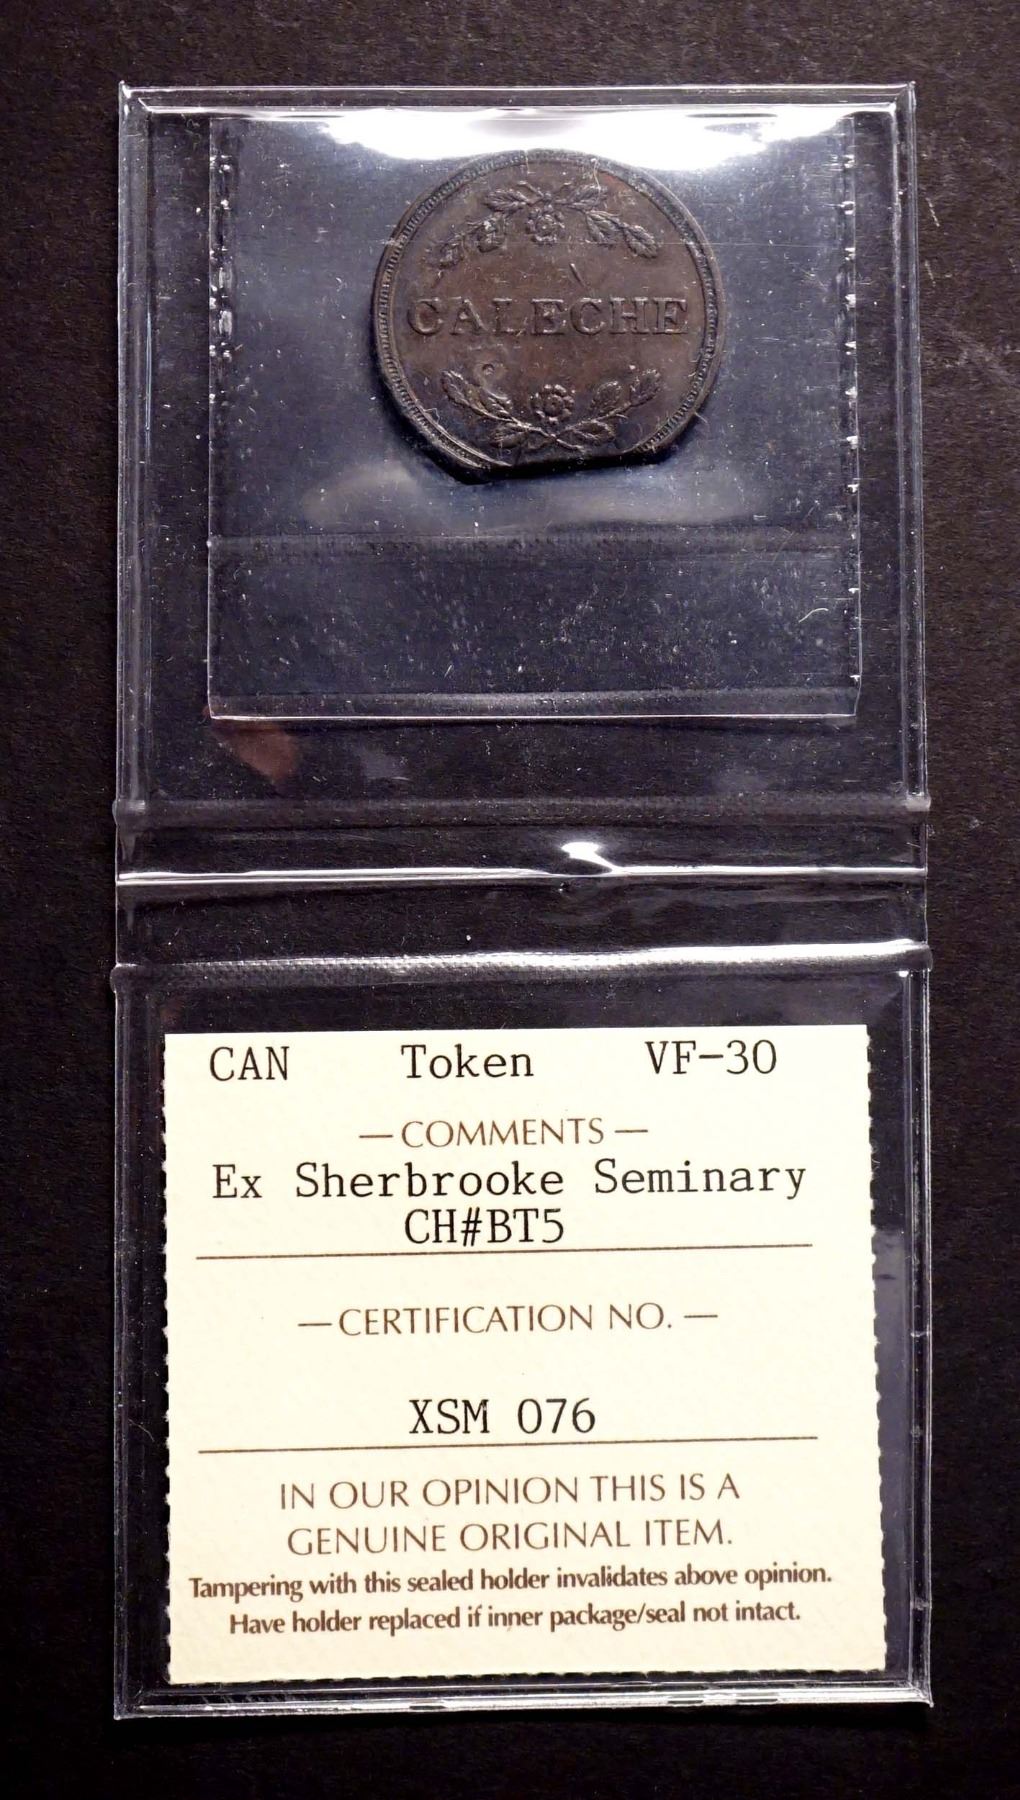 CALECHE
CAN Token VF-30
— COMMENTS —
Ex Sherbrooke Seminary
CH#BT5
— CERTIFICATION NO. —
XSM 076
IN OUR OPINION THIS IS A
GENUINE ORIGINAL ITEM.
Tampering with this sealed holder invalidates above opinion.
Have holder replaced if inner package/seal not intact.